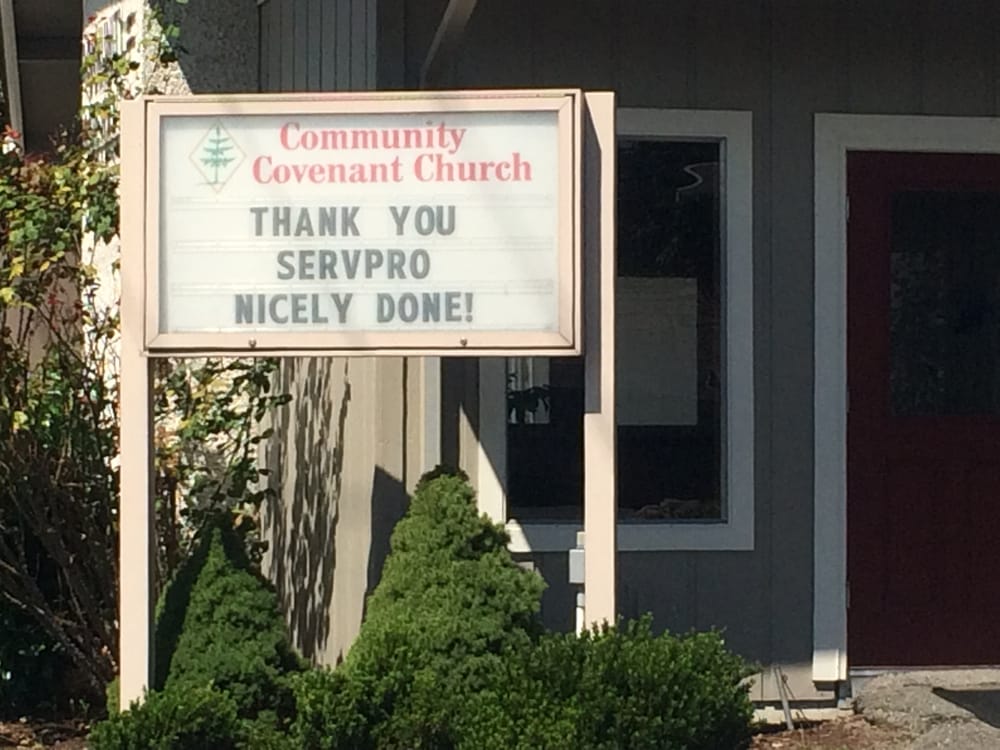 Community
Covenant Church
THANK YOU
SERVPRO
NICELY DONE!